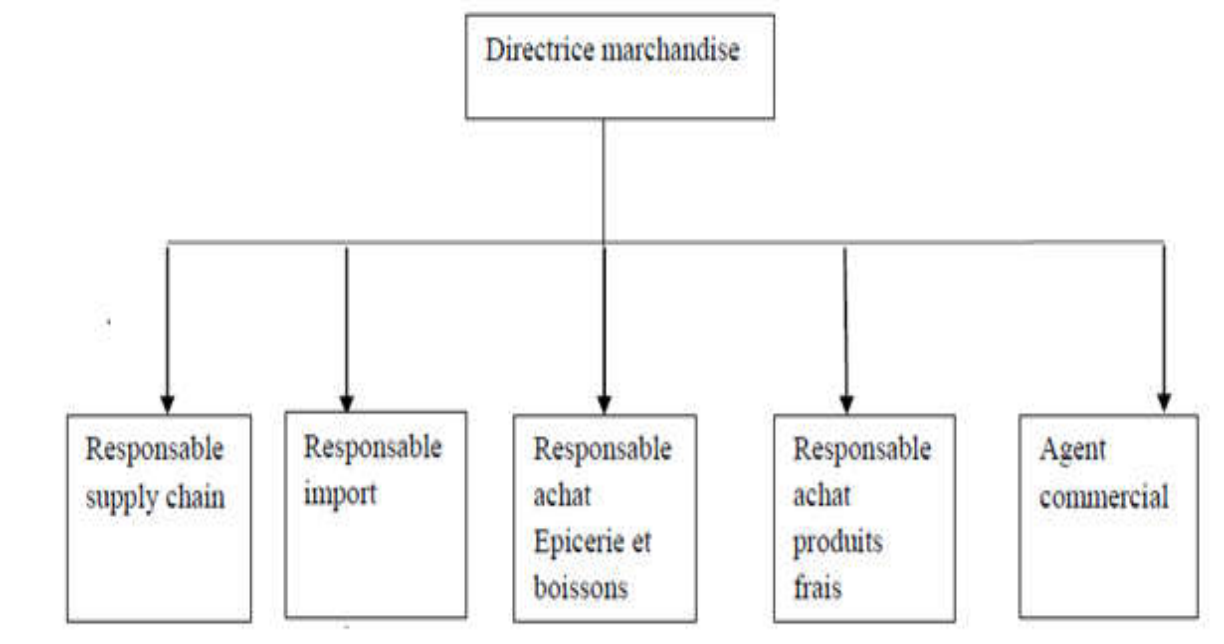 Directrice marchandise
Responsable
supply chain
Responsable
import
Responsable
achat
Epicerie et
boissons
Responsable
achat
produits
frais
Agent
commercial